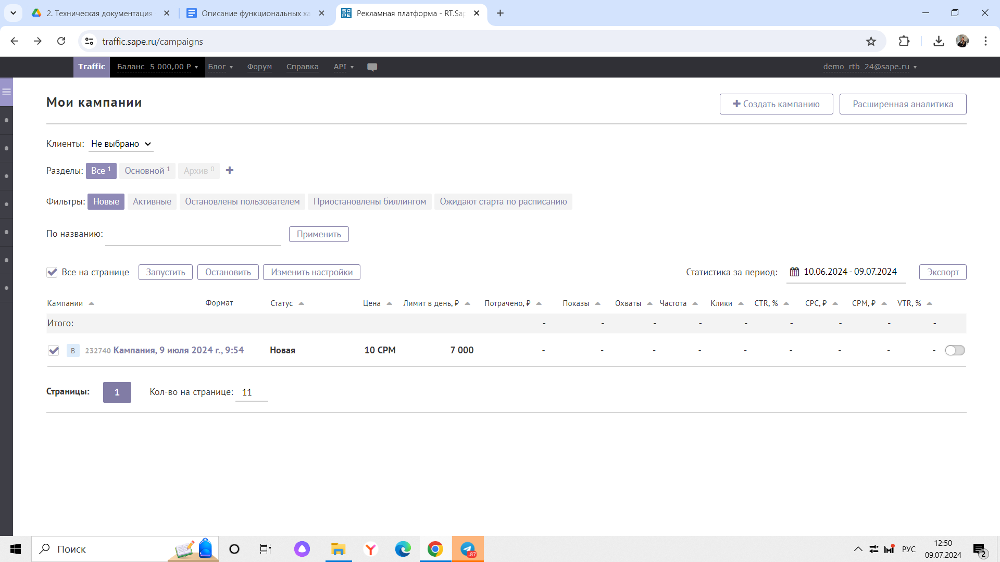 2. Техническая документация
Описание функциональных ха
Рекламная платформа - RT.Sap
traffic.sape.ru/campaigns
Traffic Баланс 5 000,00 ₽ Блог Форум Справка API demo_rtb_24@sape.ru
Мои кампании
Создать кампанию Расширенная аналитика
Клиенты: Не выбрано
Разделы: Все 1 Основной 1 Архив 0
Фильтры: Новые Активные Остановлены пользователем Приостановлены биллингом Ожидают старта по расписанию
По названию: Применить
Все на странице Запустить Остановить Изменить настройки Статистика за период: 10.06.2024 - 09.07.2024 Экспорт
Кампании Формат Статус Цена Лимит в день, ₽ Потрачено, ₽ Показы Охваты Частота Клики CTR, % CPC, ₽ CPM, ₽ VTR, %
Итого: - - - - - - - - -
B 232740 Кампания, 9 июля 2024 г., 9:54 Новая 10 CPM 7 000 - - - - - - - - -
Страницы: 1 Кол-во на странице: 11
Поиск
..87
РУС
12:50
09.07.2024
2